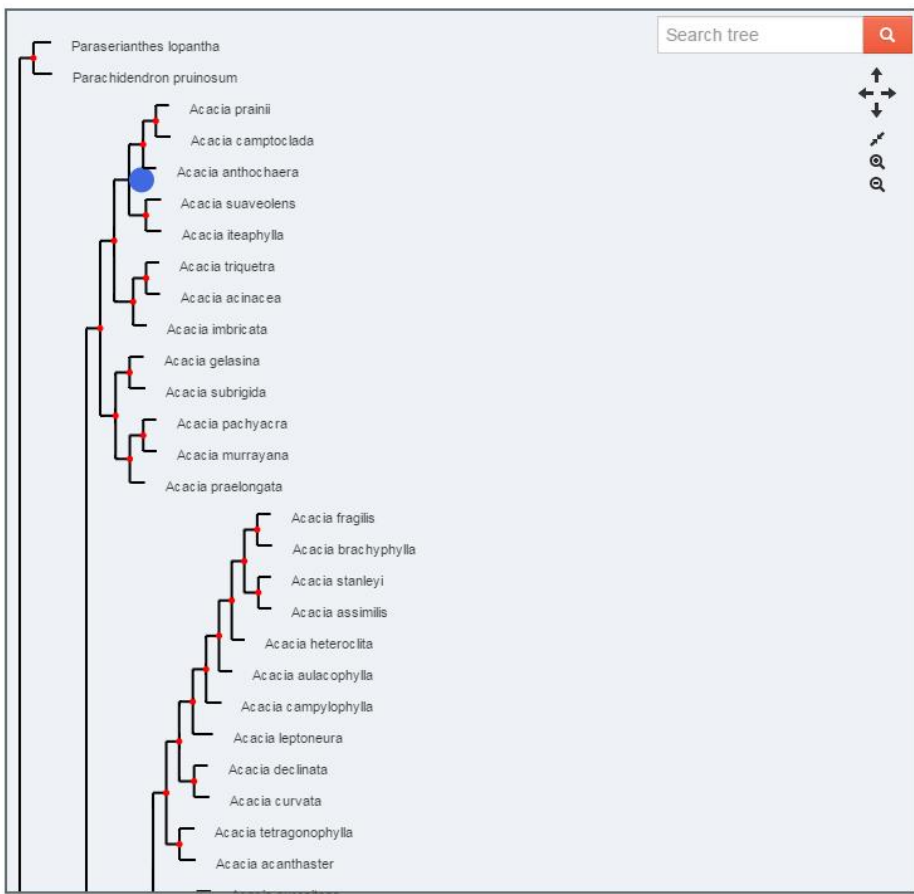 Search tree
Paraserianthes lopantha
Parachidendron pruinosum
Acacia prainii
Acacia camptoclada
Acacia anthochaera
Acacia suaveolens
Acacia iteaphylla
Acacia triquetra
Acacia acinacea
Acacia imbricata
Acacia gelasina
Acacia subrigida
Acacia pachyacra
Acacia murrayana
Acacia praelongata
Acacia fragilis
Acacia brachyphylla
Acacia stanleyi
Acacia assimilis
Acacia heteroclita
Acacia aulacophylla
Acacia campylophylla
Acacia leptoneura
Acacia declinata
Acacia curvata
Acacia tetragonophylla
Acacia acanthaster